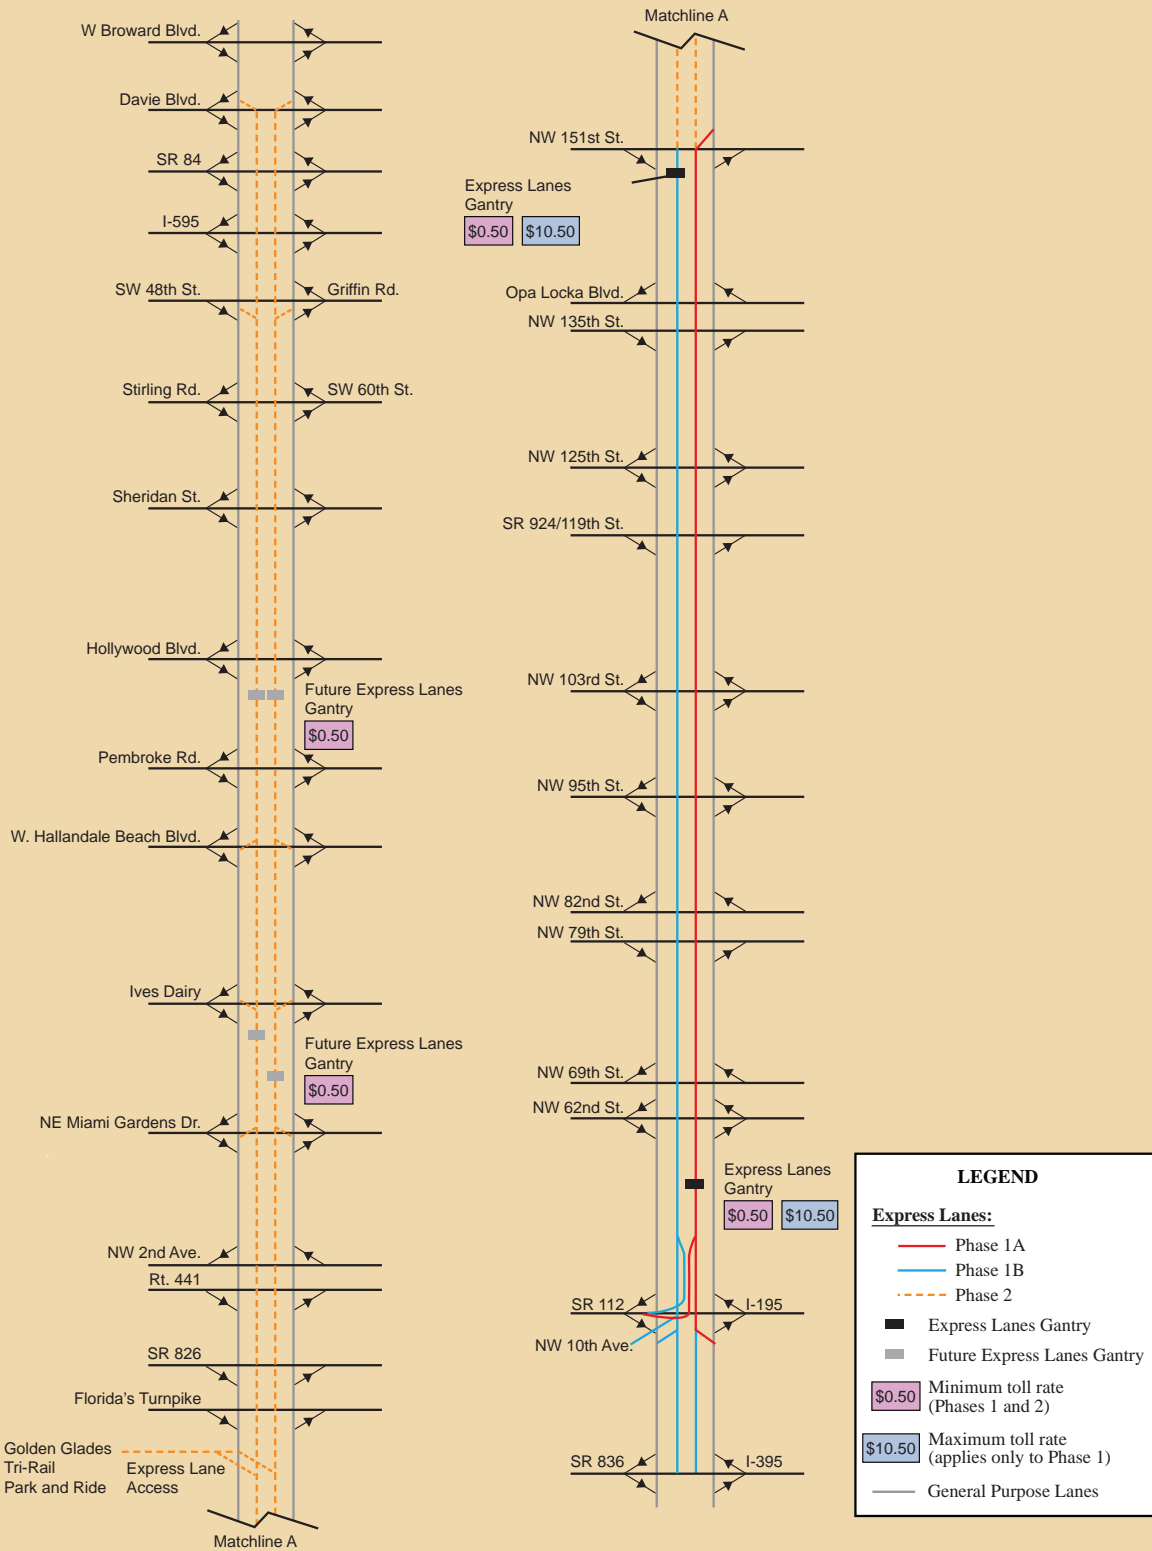 W Broward Blvd.
Davie Blvd.
SR 84
I-595
SW 48th St.
Griffin Rd.
Stirling Rd.
SW 60th St.
Sheridan St.
Hollywood Blvd.
Future Express Lanes
Gantry
$0.50
Pembroke Rd.
W. Hallandale Beach Blvd.
Ives Dairy
Future Express Lanes
Gantry
$0.50
NE Miami Gardens Dr.
NW 2nd Ave.
Rt. 441
SR 826
Florida's Turnpike
Golden Glades
Tri-Rail
Park and Ride
Express Lane
Access
Matchline A
Matchline A
NW 151st St.
Express Lanes
Gantry
$0.50 $10.50
Opa Locka Blvd.
NW 135th St.
NW 125th St.
SR 924/119th St.
NW 103rd St.
NW 95th St.
NW 82nd St.
NW 79th St.
NW 69th St.
NW 62nd St.
Express Lanes
Gantry
$0.50 $10.50
SR 112
I-195
NW 10th Ave.
SR 836
I-395
LEGEND
Express Lanes:
Phase 1A
Phase 1B
Phase 2
Express Lanes Gantry
Future Express Lanes Gantry
$0.50
Minimum toll rate
(Phases 1 and 2)
$10.50
Maximum toll rate
(applies only to Phase 1)
General Purpose Lanes